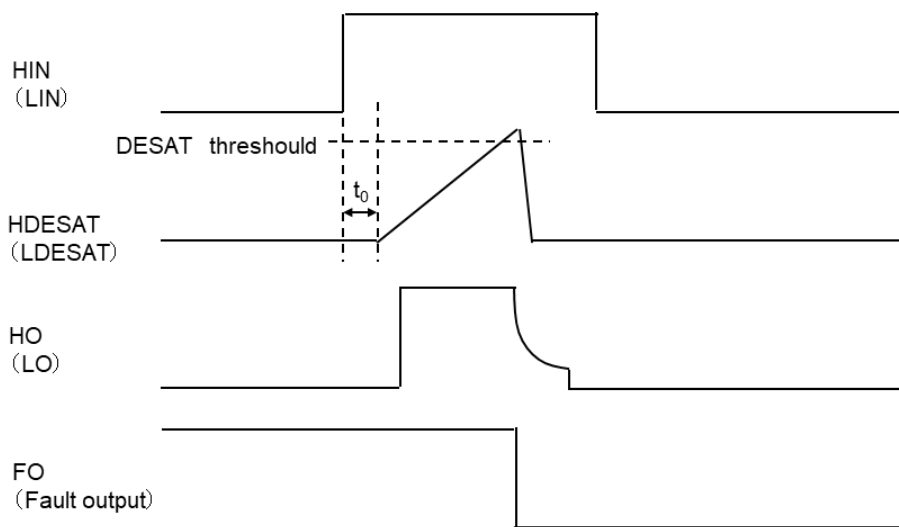 HIN
（LIN）
DESAT threshould
t0
HDESAT
（LDESAT）
HO
（LO）
FO
（Fault output）